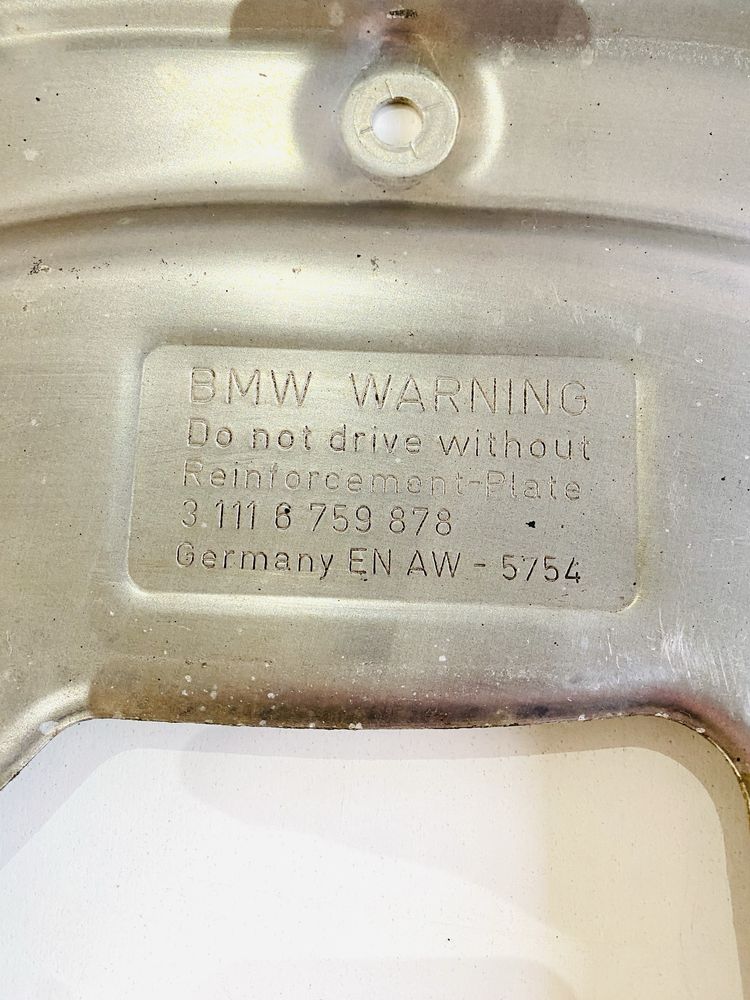 BMW WARNING
Do not drive without
Reinforcement-Plate
3 111 6 759 878
Germany EN AW - 5754